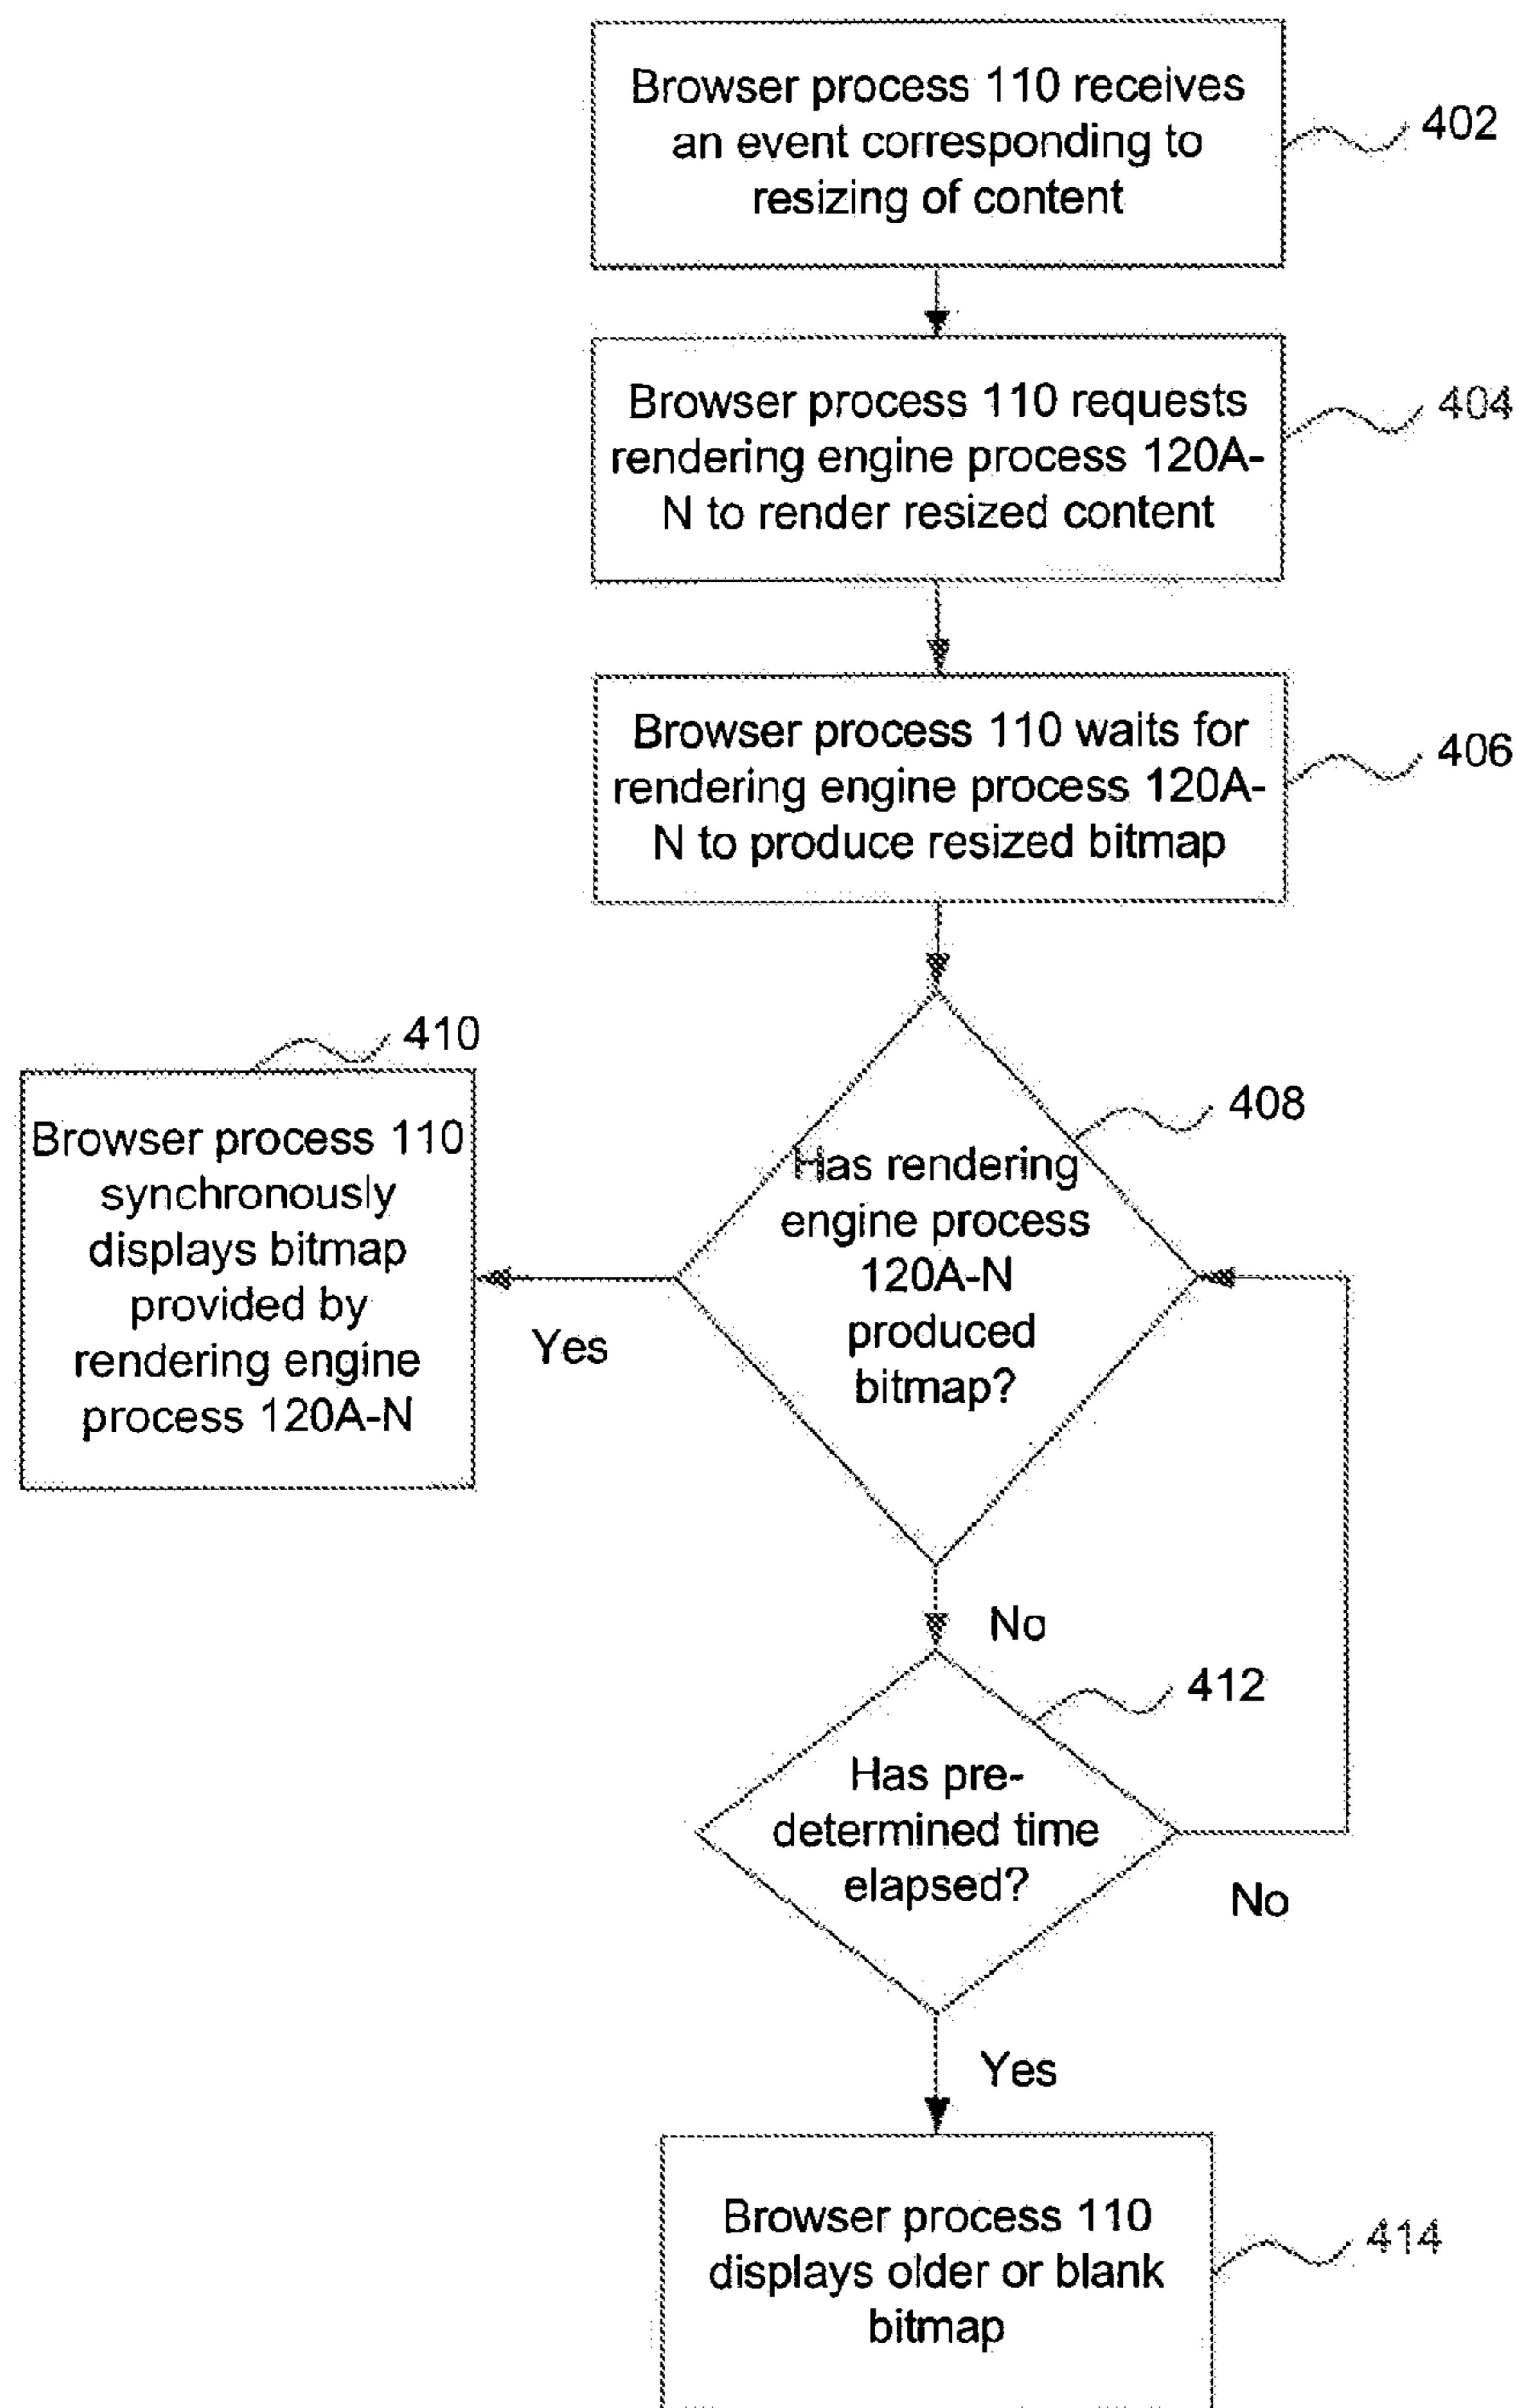 Browser process 110 receives
an event corresponding to
resizing of content
402
Browser process 110 requests
rendering engine process 120A-
N to render resized content
404
Browser process 110 waits for
rendering engine process 120A-
N to produce resized bitmap
406
410
Browser process 110
synchronously
displays bitmap
provided by
rendering engine
process 120A-N
Yes
408
Has rendering
engine process
120A-N
produced
bitmap?
No
412
Has pre-
determined time
elapsed?
No
Yes
Browser process 110
displays older or blank
bitmap
414